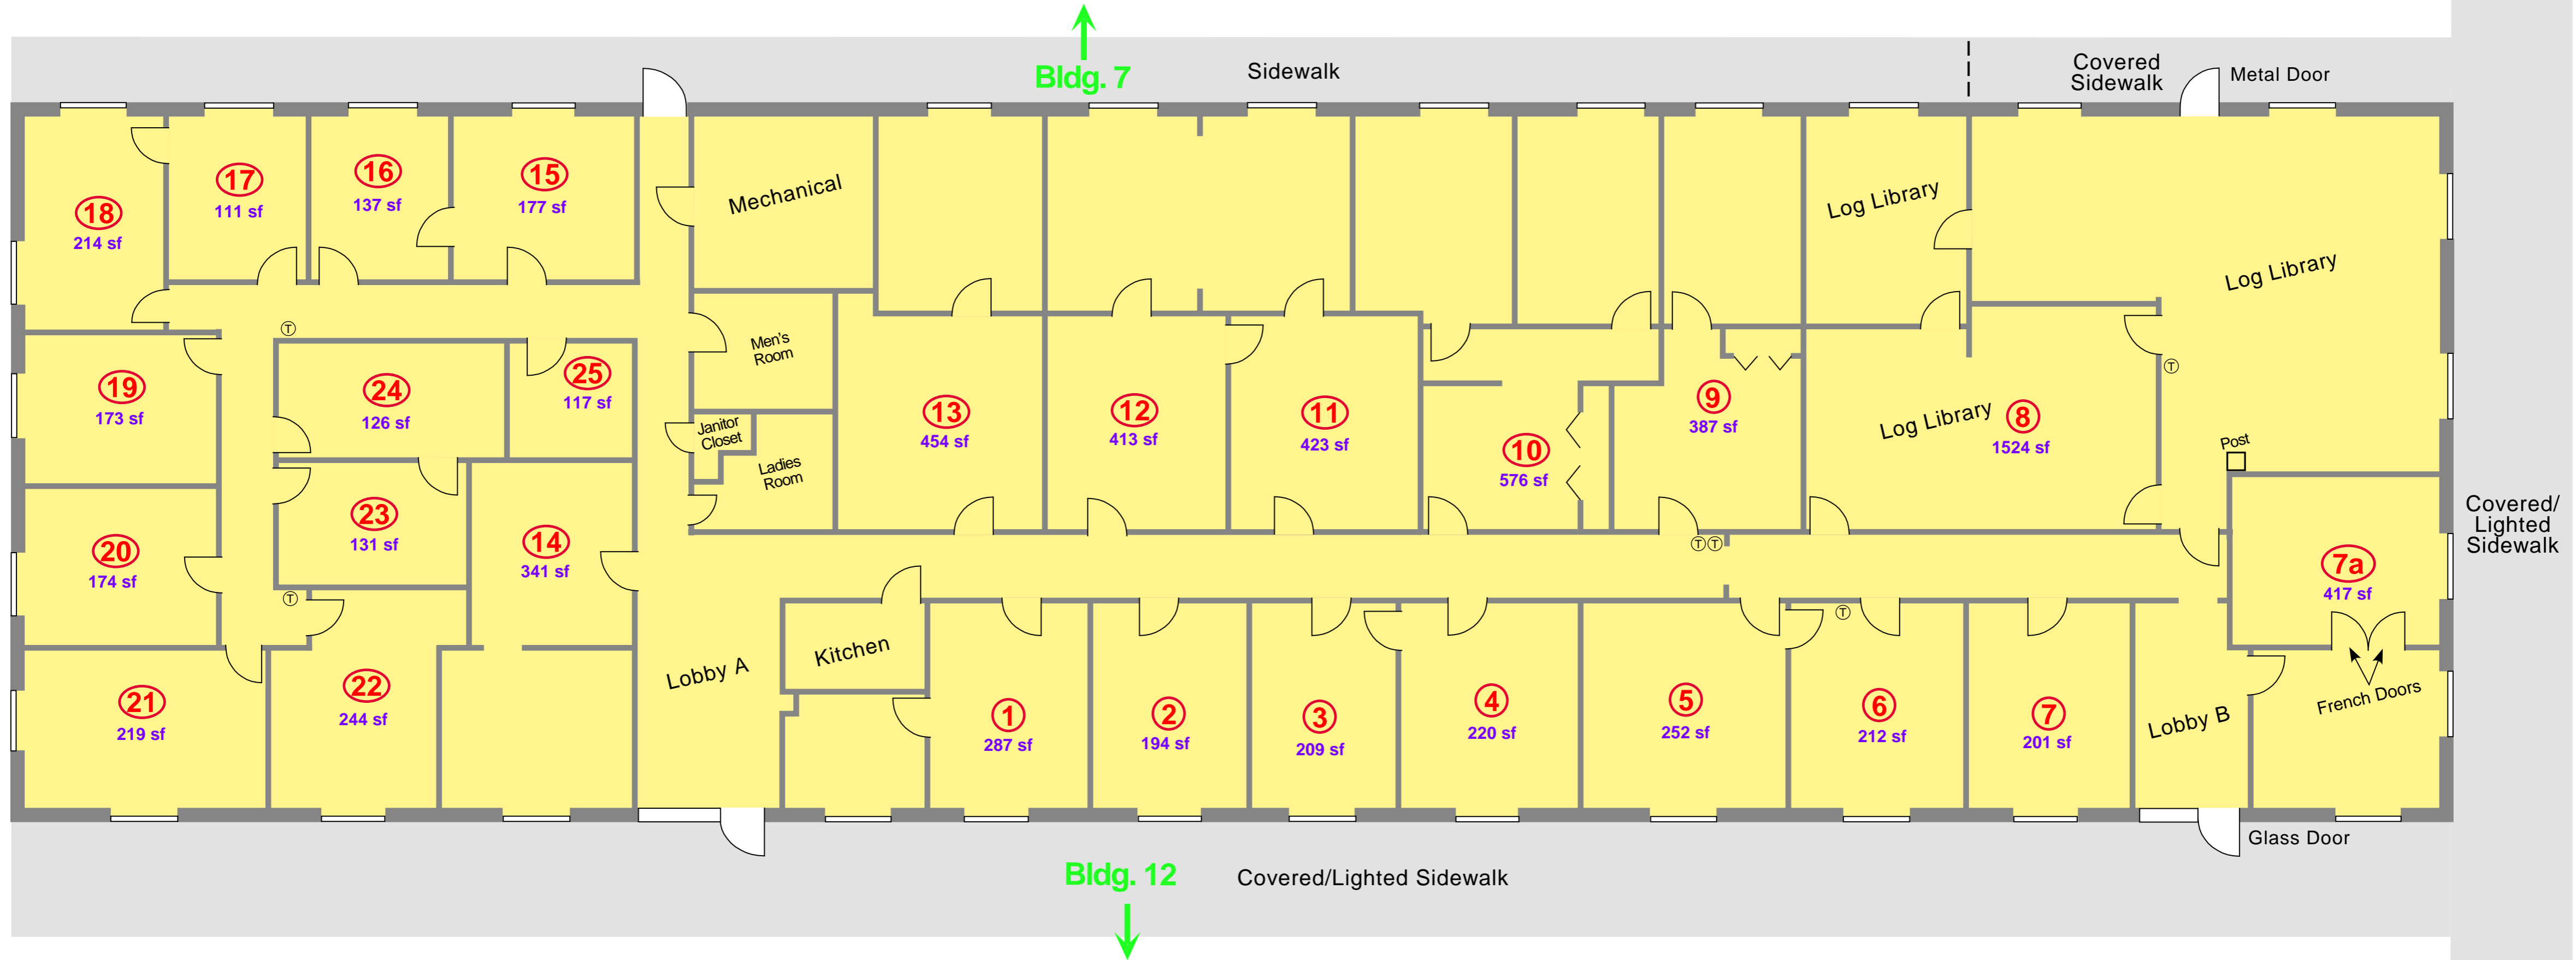 Bldg. 7
Sidewalk
Covered
Sidewalk
Metal Door
18
214 sf
17
111 sf
16
137 sf
15
177 sf
Mechanical
Log Library
Log Library
T
Men's
Room
19
173 sf
24
126 sf
25
117 sf
13
454 sf
12
413 sf
11
423 sf
10
576 sf
9
387 sf
Log Library
8
1524 sf
T
Post
Janitor
Closet
Ladies
Room
20
174 sf
23
131 sf
14
341 sf
T
T T
7a
417 sf
Covered/
Lighted
Sidewalk
21
219 sf
22
244 sf
Lobby A
Kitchen
1
287 sf
2
194 sf
3
209 sf
4
220 sf
5
252 sf
T
6
212 sf
7
201 sf
Lobby B
French Doors
Glass Door
Bldg. 12
Covered/Lighted Sidewalk